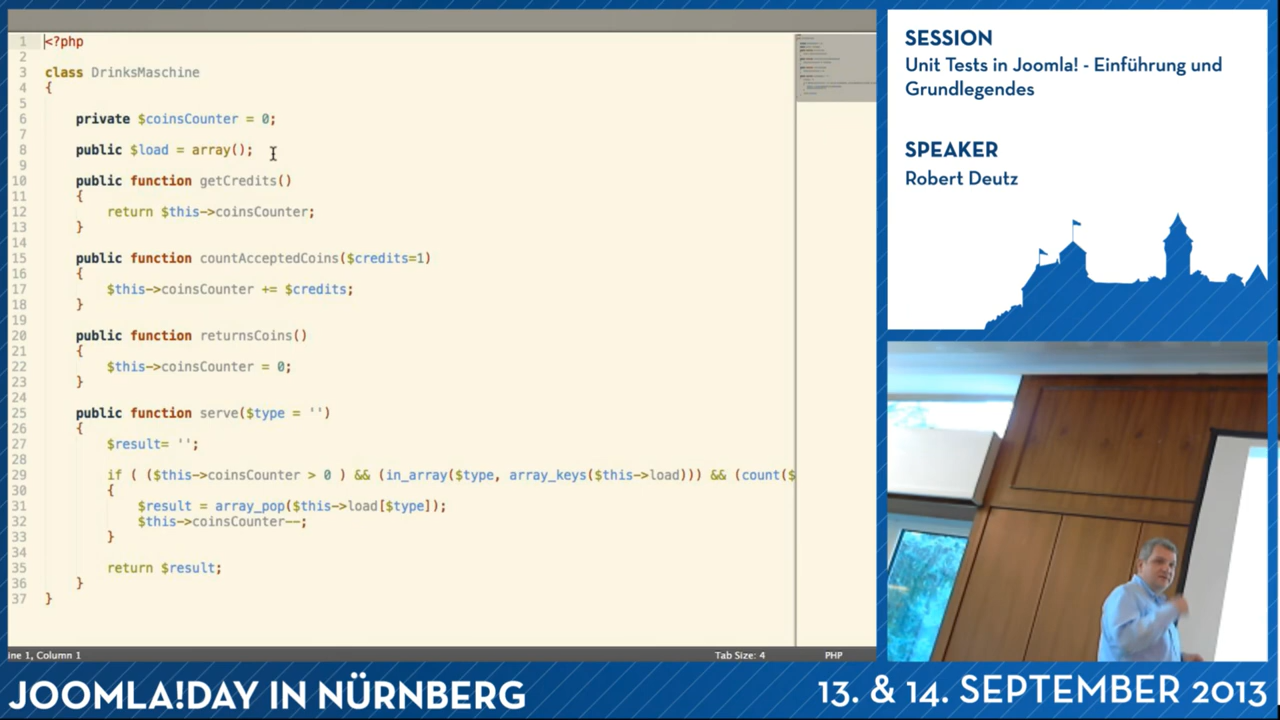 1 <?php
2
3 class DrinksMaschine
4 {
5
6 private $coinsCounter = 0;
7
8 public $load = array();
9
10 public function getCredits()
11 {
12 return $this->coinsCounter;
13 }
14
15 public function countAcceptedCoins($credits=1)
16 {
17 $this->coinsCounter += $credits;
18 }
19
20 public function returnsCoins()
21 {
22 $this->coinsCounter = 0;
23 }
24
25 public function serve($type = '')
26 {
27 $result= '';
28
29 if ( ($this->coinsCounter > 0 ) && (in_array($type, array_keys($this->load))) && (count($
30 {
31 $result = array_pop($this->load[$type]);
32 $this->coinsCounter--;
33 }
34
35 return $result;
36 }
37 }
ine 1, Column 1
Tab Size: 4
PHP
SESSION
Unit Tests in Joomla! - Einführung und
Grundlegendes
SPEAKER
Robert Deutz
JOOMLA!DAY IN NÜRNBERG
13. & 14. SEPTEMBER 2013